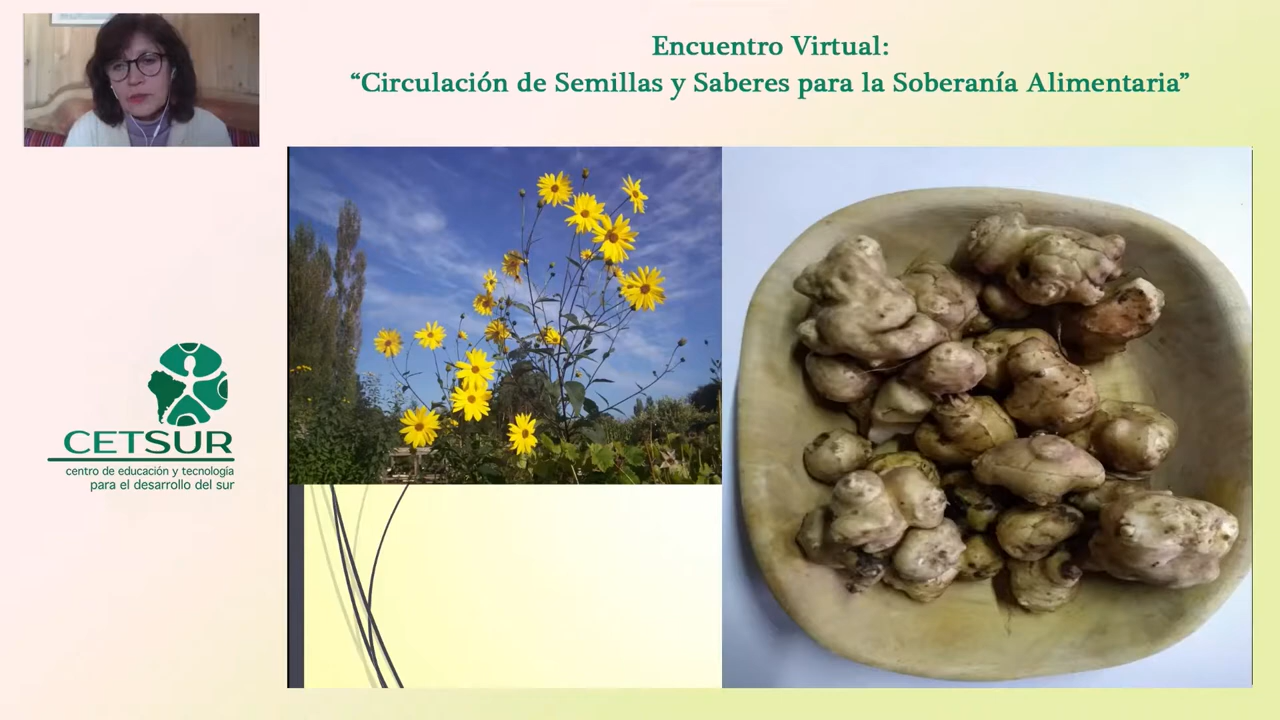 Encuentro Virtual:
“Circulación de Semillas y Saberes para la Soberanía Alimentaria”
CETSUR
centro de educación y tecnología
para el desarrollo del sur